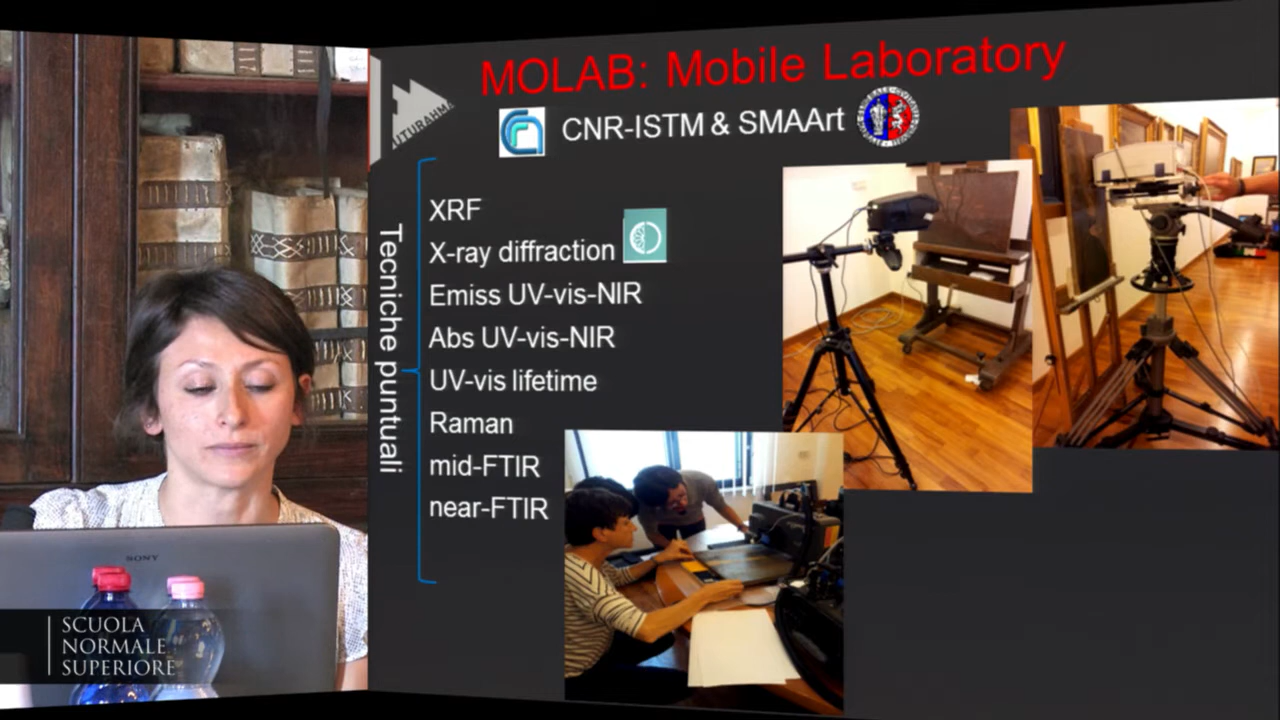 MOLAB: Mobile Laboratory
CNR-ISTM & SMAArt
Tecniche puntuali
XRF
X-ray diffraction
Emiss UV-vis-NIR
Abs UV-vis-NIR
UV-vis lifetime
Raman
mid-FTIR
near-FTIR
SONY
SCUOLA
NORMALE
SUPERIORE